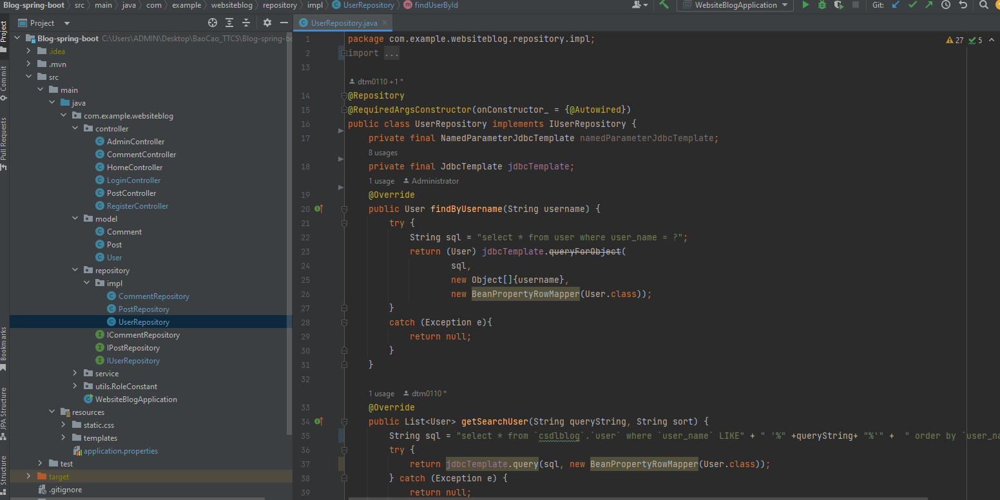 Blog-spring-boot > src > main > java > com > example > websiteblog > repository > impl > UserRepository > findUserById
WebsiteBlogApplication
Git:
Project
UserRepository.java
Project
Commit
Pull Requests
Bookmarks
JPA Structure
Structure
Blog-spring-boot C:\Users\ADMIN\Desktop\BaoCao_TTCS\Blog-spring-bo
.idea
.mvn
src
main
java
com.example.websiteblog
controller
AdminController
CommentController
HomeController
LoginController
PostController
RegisterController
model
Comment
Post
User
repository
impl
CommentRepository
PostRepository
UserRepository
ICommentRepository
IPostRepository
IUserRepository
service
utils.RoleConstant
WebsiteBlogApplication
resources
static.css
templates
application.properties
test
target
.gitignore
27 5
1 package com.example.websiteblog.repository.impl;
2 import ...
13
dtm0110 +1 *
14 @Repository
15 @RequiredArgsConstructor(onConstructor_ = {@Autowired})
16 public class UserRepository implements IUserRepository {
17 private final NamedParameterJdbcTemplate namedParameterJdbcTemplate;
8 usages
18 private final JdbcTemplate jdbcTemplate;
1 usage Administrator
19 @Override
20 public User findByUsername(String username) {
21 try {
22 String sql = "select * from user where user_name = ?";
23 return (User) jdbcTemplate.queryForObject(
24 sql,
25 new Object[]{username},
26 new BeanPropertyRowMapper(User.class));
27 }
28 catch (Exception e){
29 return null;
30 }
31 }
32
1 usage dtm0110 *
33 @Override
34 public List<User> getSearchUser(String queryString, String sort) {
35 String sql = "select * from `csdlblog`.`user` where `user_name` LIKE" + " '%" +queryString+ "%'" + " order by `user_na
36 try {
37 return jdbcTemplate.query(sql, new BeanPropertyRowMapper(User.class));
38 } catch (Exception e) {
39 return null;